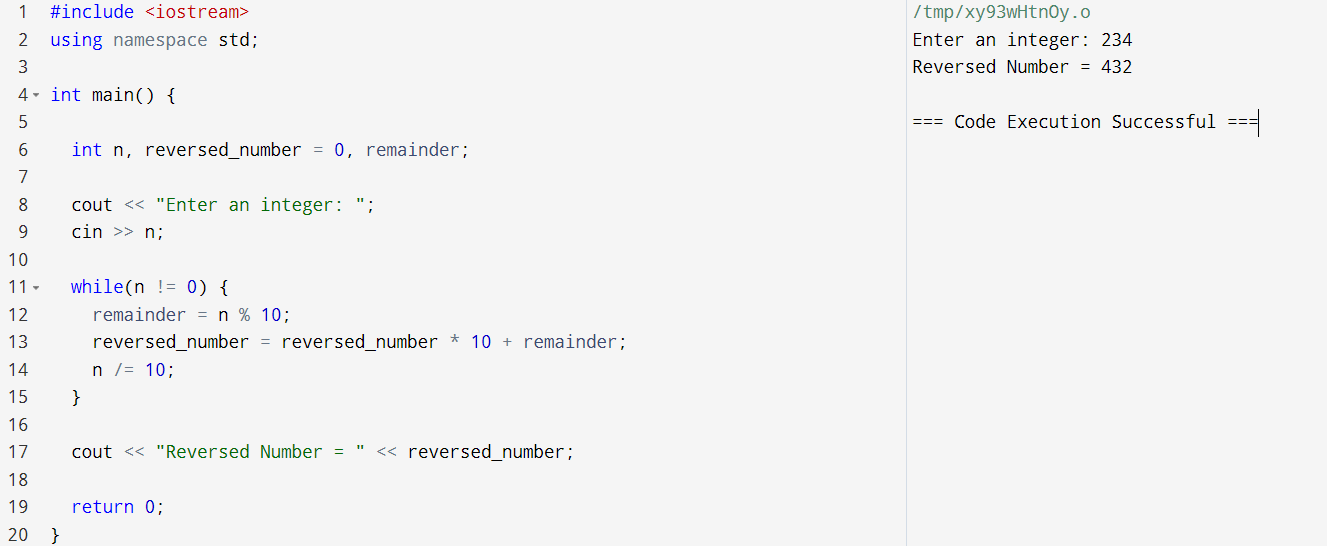 1 #include <iostream>
2 using namespace std;
3
4 int main() {
5
6 int n, reversed_number = 0, remainder;
7
8 cout << "Enter an integer: ";
9 cin >> n;
10
11 while(n != 0) {
12 remainder = n % 10;
13 reversed_number = reversed_number * 10 + remainder;
14 n /= 10;
15 }
16
17 cout << "Reversed Number = " << reversed_number;
18
19 return 0;
20 }
/tmp/xy93wHtnOy.o
Enter an integer: 234
Reversed Number = 432
=== Code Execution Successful ===